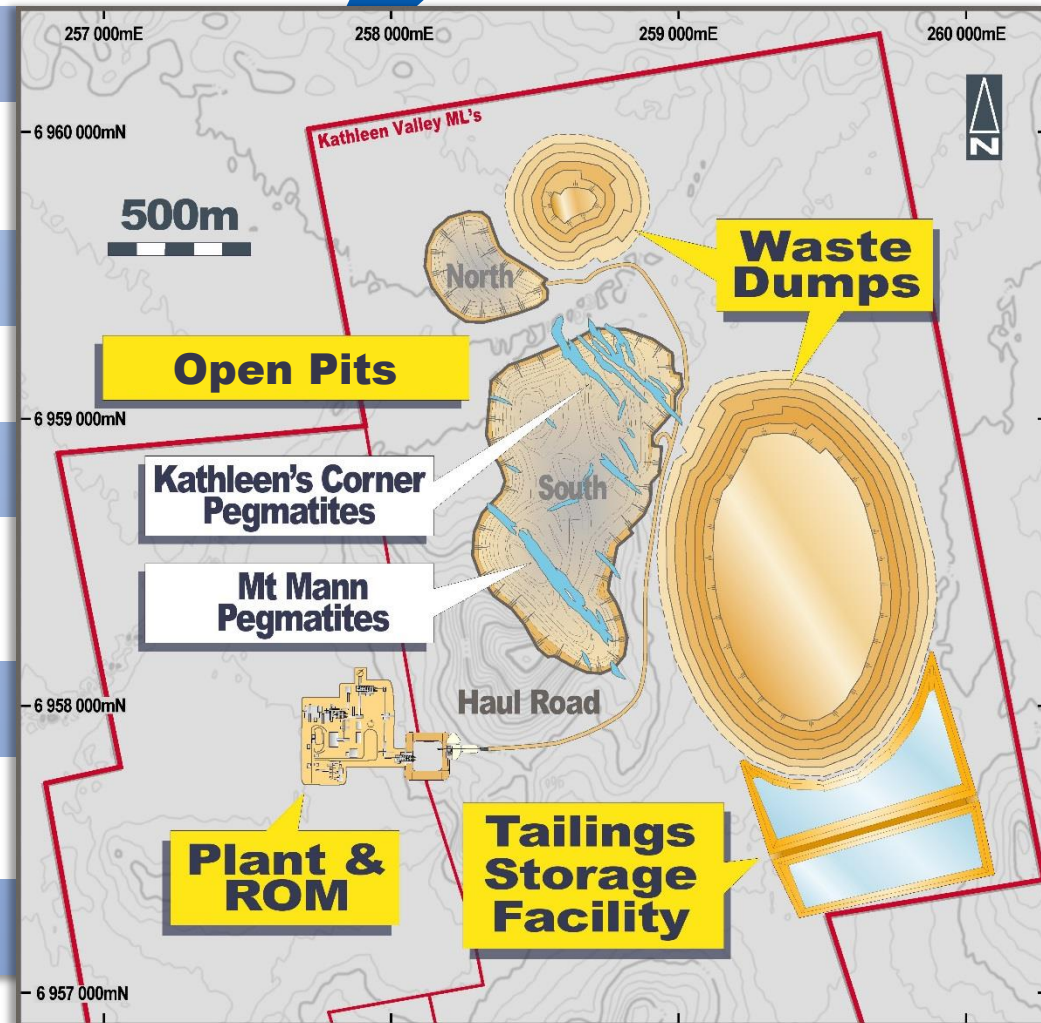 257 000mE
258 000mE
259 000mE
260 000mE
6 960 000mN
Kathleen Valley ML's
N
500m
Waste
Dumps
North
Open Pits
6 959 000mN
Kathleen's Corner
Pegmatites
South
Mt Mann
Pegmatites
6 958 000mN
Haul Road
Plant &
ROM
Tailings
Storage
Facility
6 957 000mN